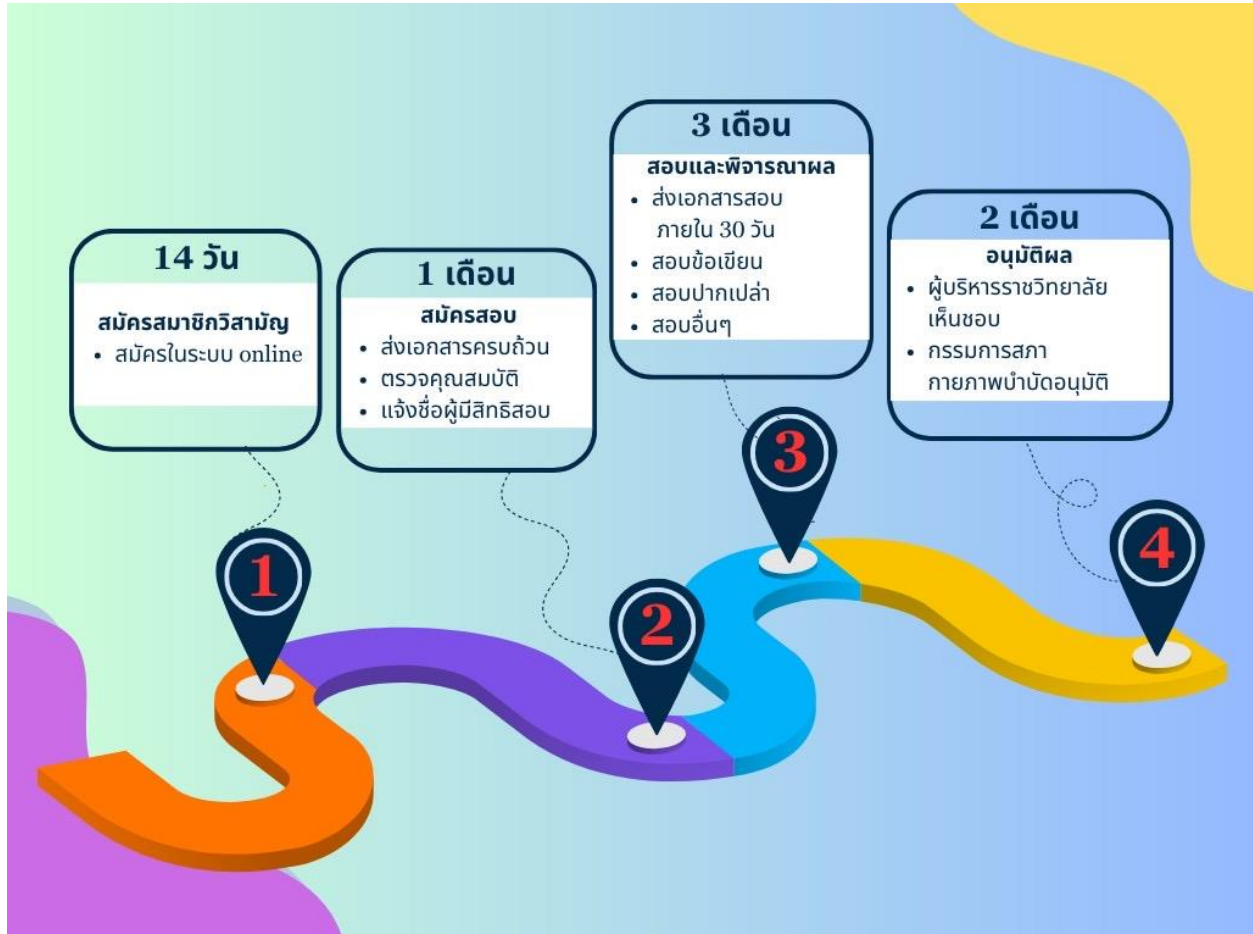 14 วัน
สมัครสมาชิกวิสามัญ
• สมัครในระบบ online
1 เดือน
สมัครสอบ
• ส่งเอกสารครบถ้วน
• ตรวจคุณสมบัติ
• แจ้งชื่อผู้มีสิทธิสอบ
3 เดือน
สอบและพิจารณาผล
• ส่งเอกสารสอบ
ภายใน 30 วัน
• สอบข้อเขียน
• สอบปากเปล่า
• สอบอื่นๆ
2 เดือน
อนุมัติผล
• ผู้บริหารราชวิทยาลัย
เห็นชอบ
• กรรมการสภา
กายภาพบำบัดอนุมัติ
1
2
3
4